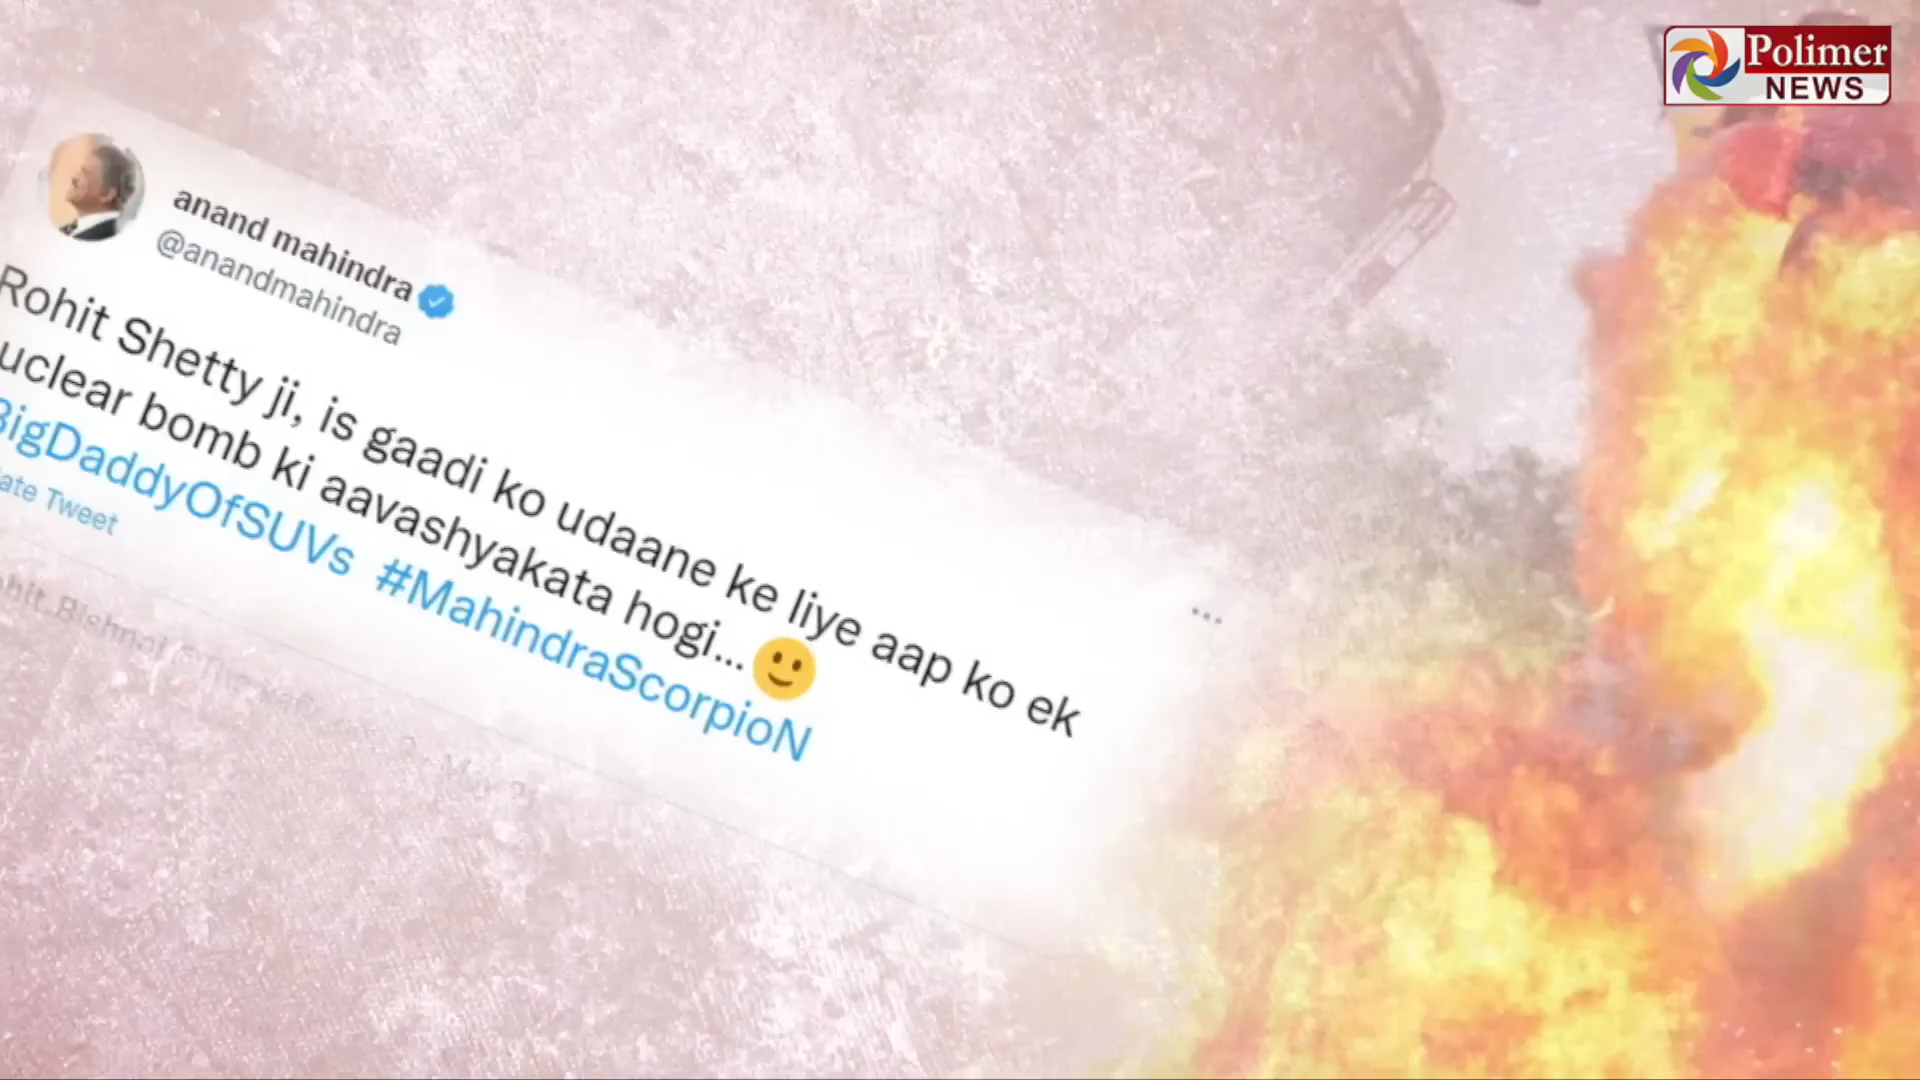 Polimer
NEWS
anand mahindra
@anandmahindra
Rohit Shetty ji, is gaadi ko udaane ke liye aap ko ek
uclear bomb ki aavashyakata hogi...🙂
BigDaddyOfSUVs #MahindraScorpioN
ate Tweet